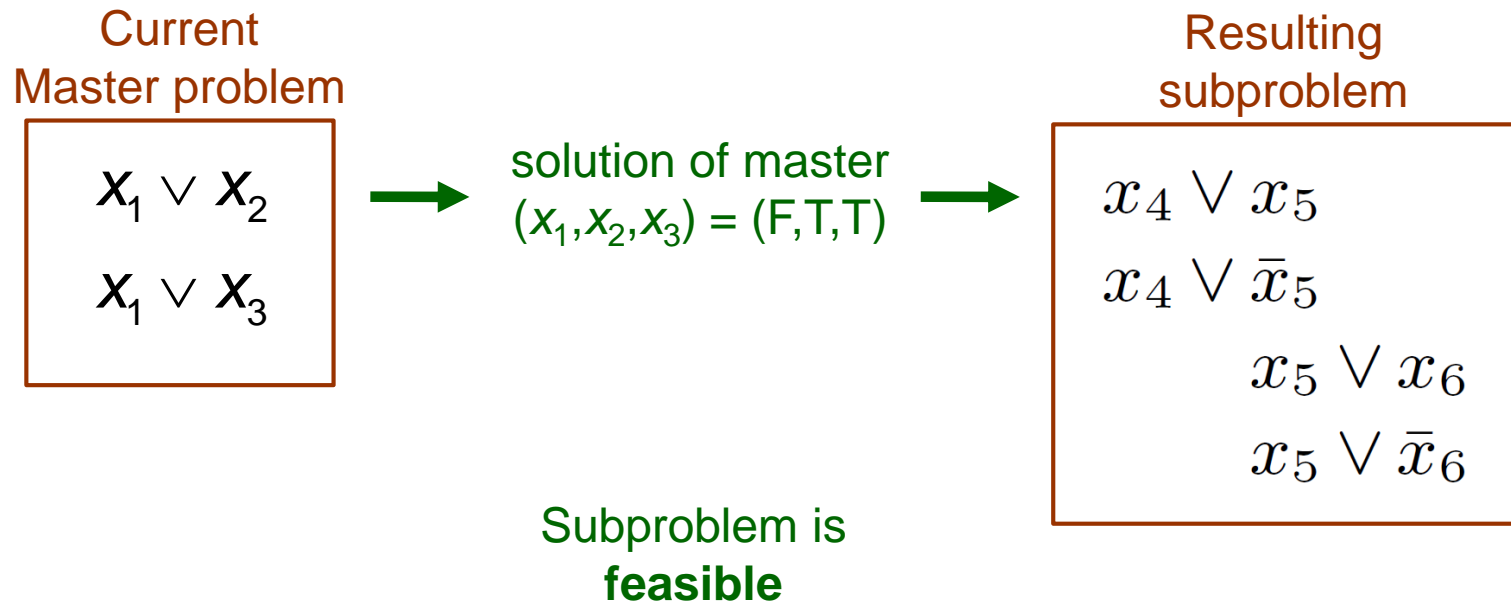 Current
Master problem
x₁ ∨ x₂
x₁ ∨ x₃
solution of master
(x₁,x₂,x₃) = (F,T,T)
Resulting
subproblem
x₄ ∨ x₅
x₄ ∨ x̄₅
x₅ ∨ x₆
x₅ ∨ x̄₆
Subproblem is
feasible